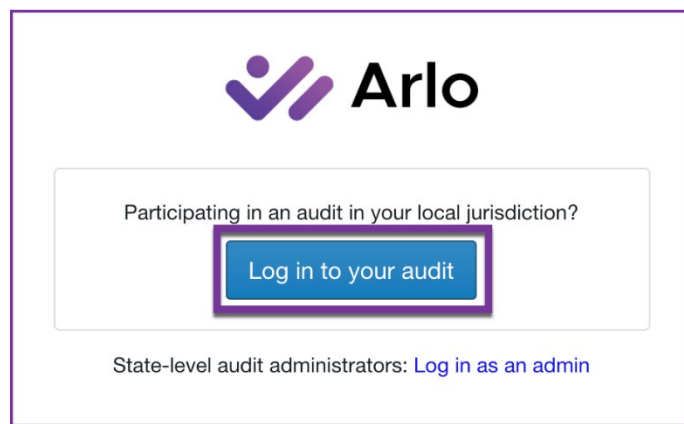 Arlo
Participating in an audit in your local jurisdiction?
Log in to your audit
State-level audit administrators: Log in as an admin